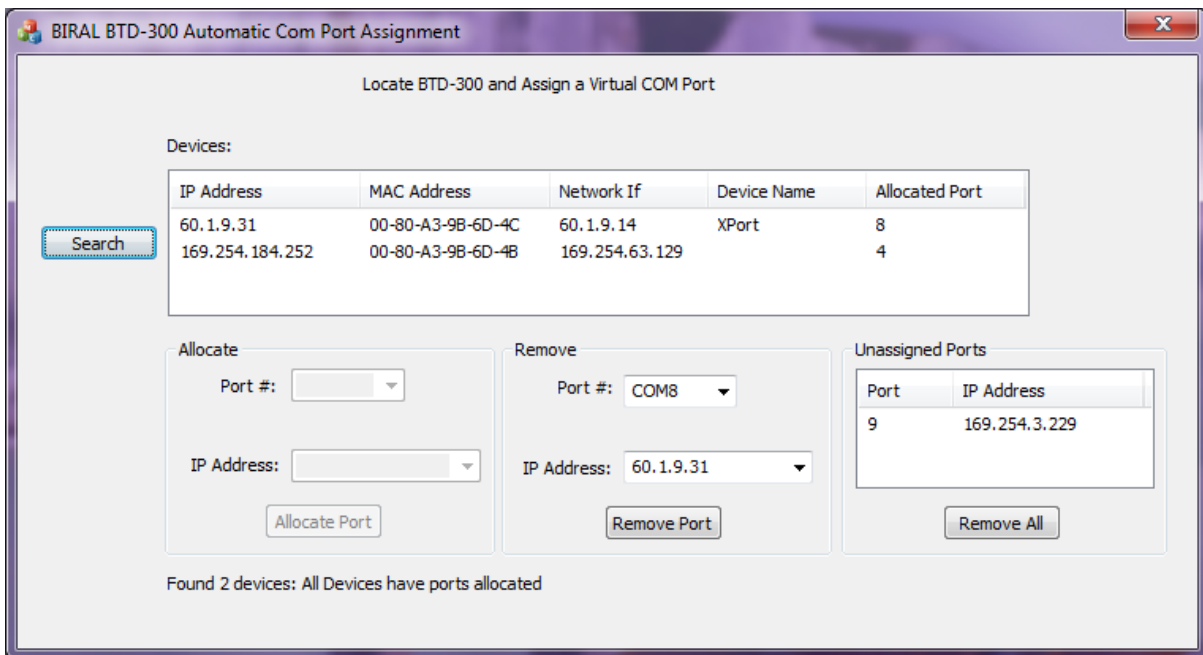 BIRAL BTD-300 Automatic Com Port Assignment
Locate BTD-300 and Assign a Virtual COM Port
Devices:
IP Address MAC Address Network If Device Name Allocated Port
60.1.9.31 00-80-A3-9B-6D-4C 60.1.9.14 XPort 8
Search
169.254.184.252 00-80-A3-9B-6D-4B 169.254.63.129 4
Allocate Remove Unassigned Ports
Port #: Port #: COM8 Port IP Address
9 169.254.3.229
IP Address: IP Address: 60.1.9.31
Allocate Port Remove Port Remove All
Found 2 devices: All Devices have ports allocated